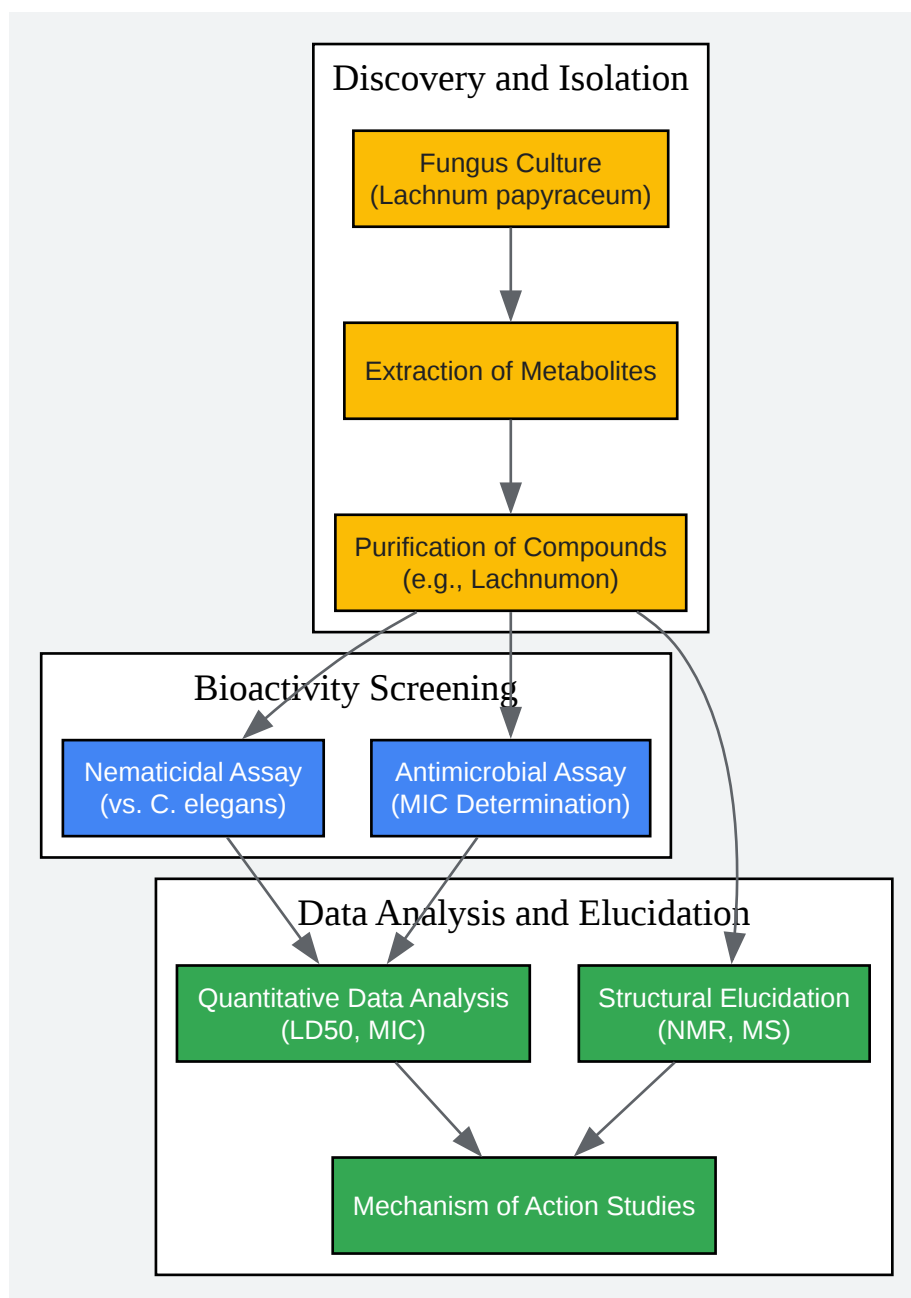 Discovery and Isolation
Fungus Culture
(Lachnum papyraceum)
Extraction of Metabolites
Purification of Compounds
(e.g., Lachnumon)
Bioactivity Screening
Nematicidal Assay
(vs. C. elegans)
Antimicrobial Assay
(MIC Determination)
Data Analysis and Elucidation
Quantitative Data Analysis
(LD50, MIC)
Structural Elucidation
(NMR, MS)
Mechanism of Action Studies